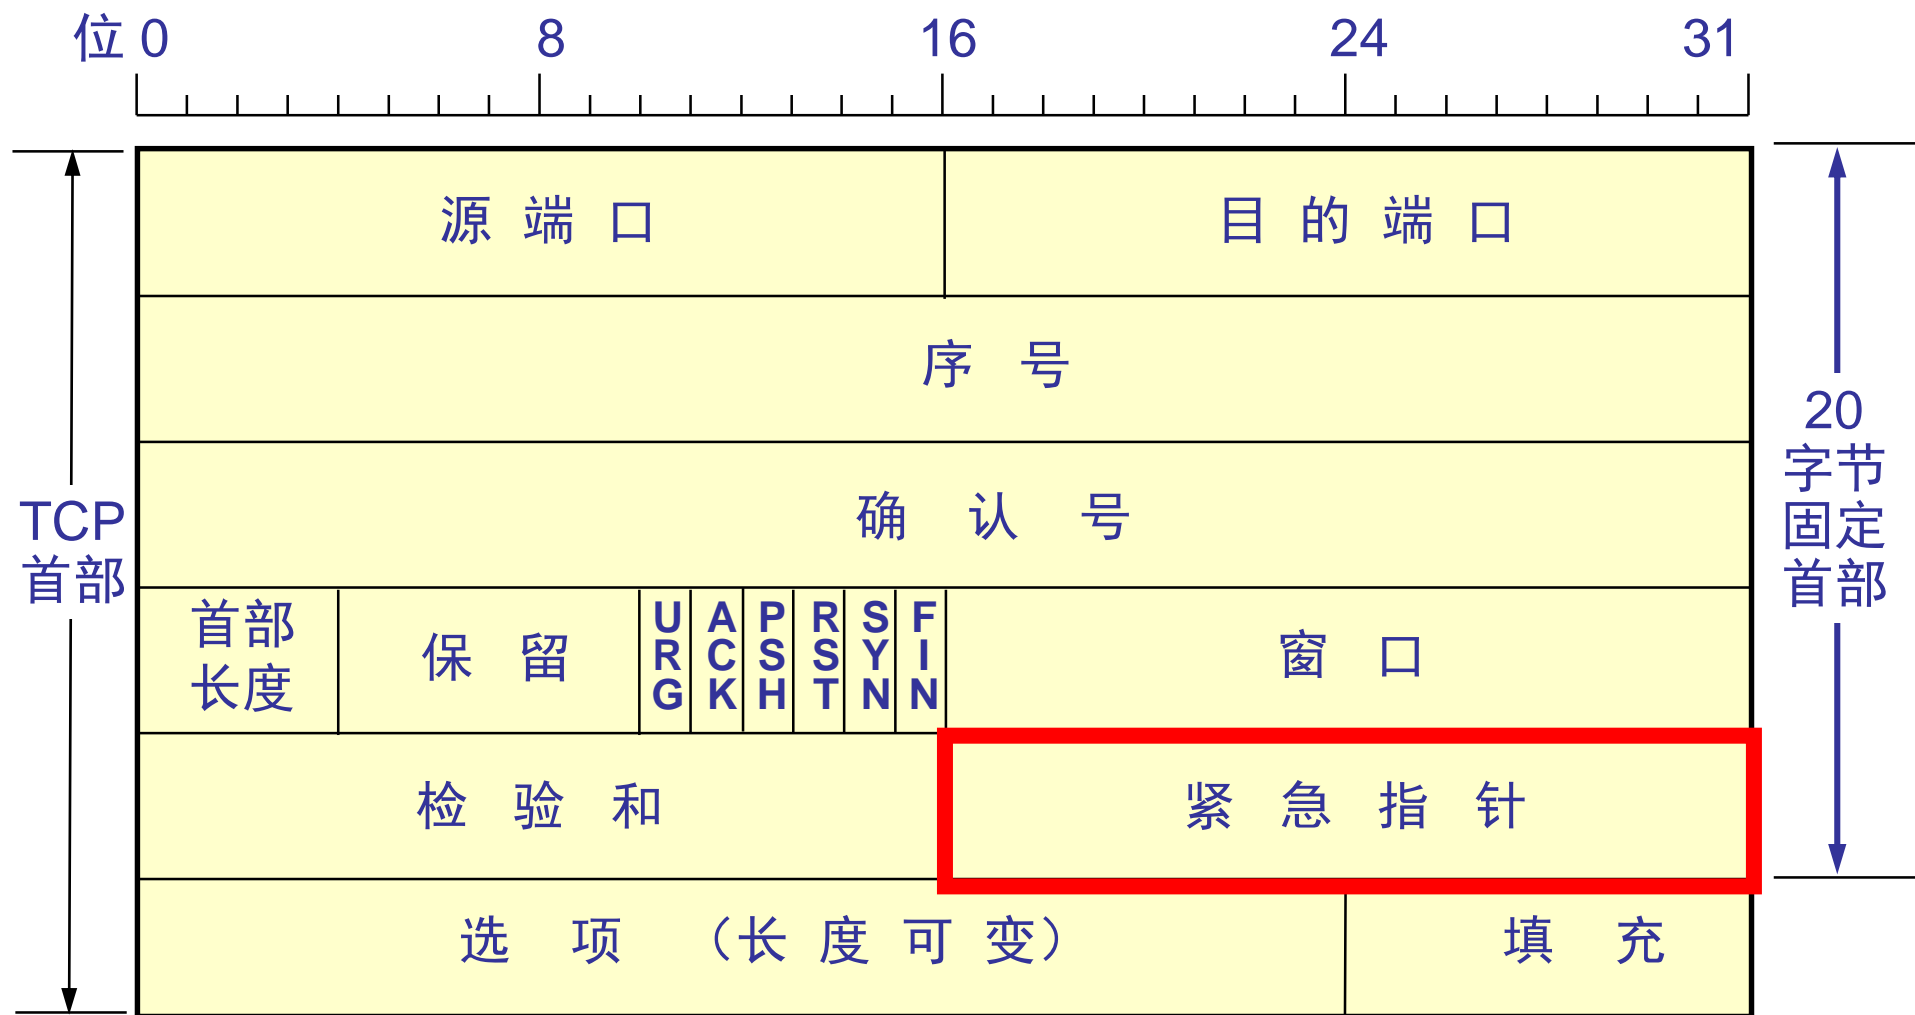 位 0 8 16 24 31
源端口 目的端口
序号
确认号
TCP
首部
20
字节
固定
首部
首部
长度
保留
URG
ACK
PSH
RST
SYN
FIN
窗口
检验和 紧急指针
选项（长度可变） 填充